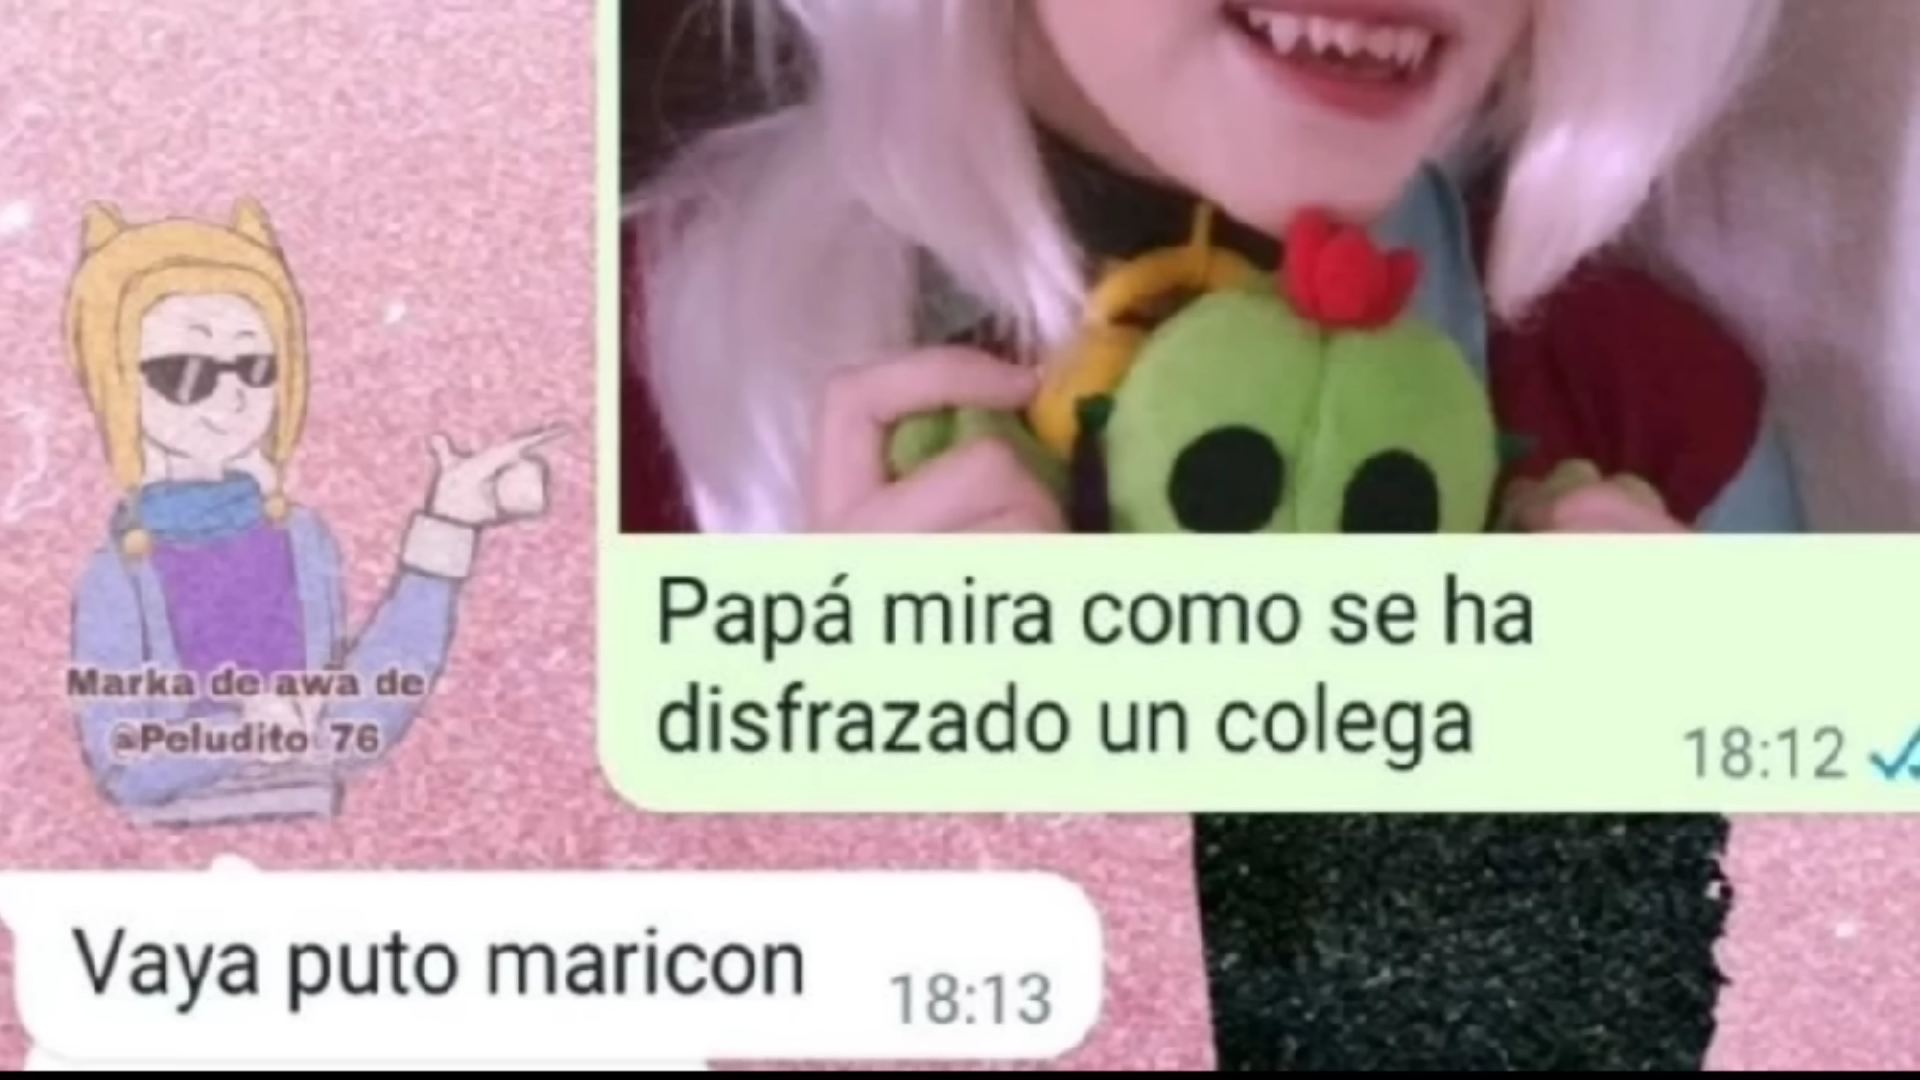 Papá mira como se ha
disfrazado un colega
18:12
Marka de awa de
@Peludito_76
Vaya puto maricon
18:13